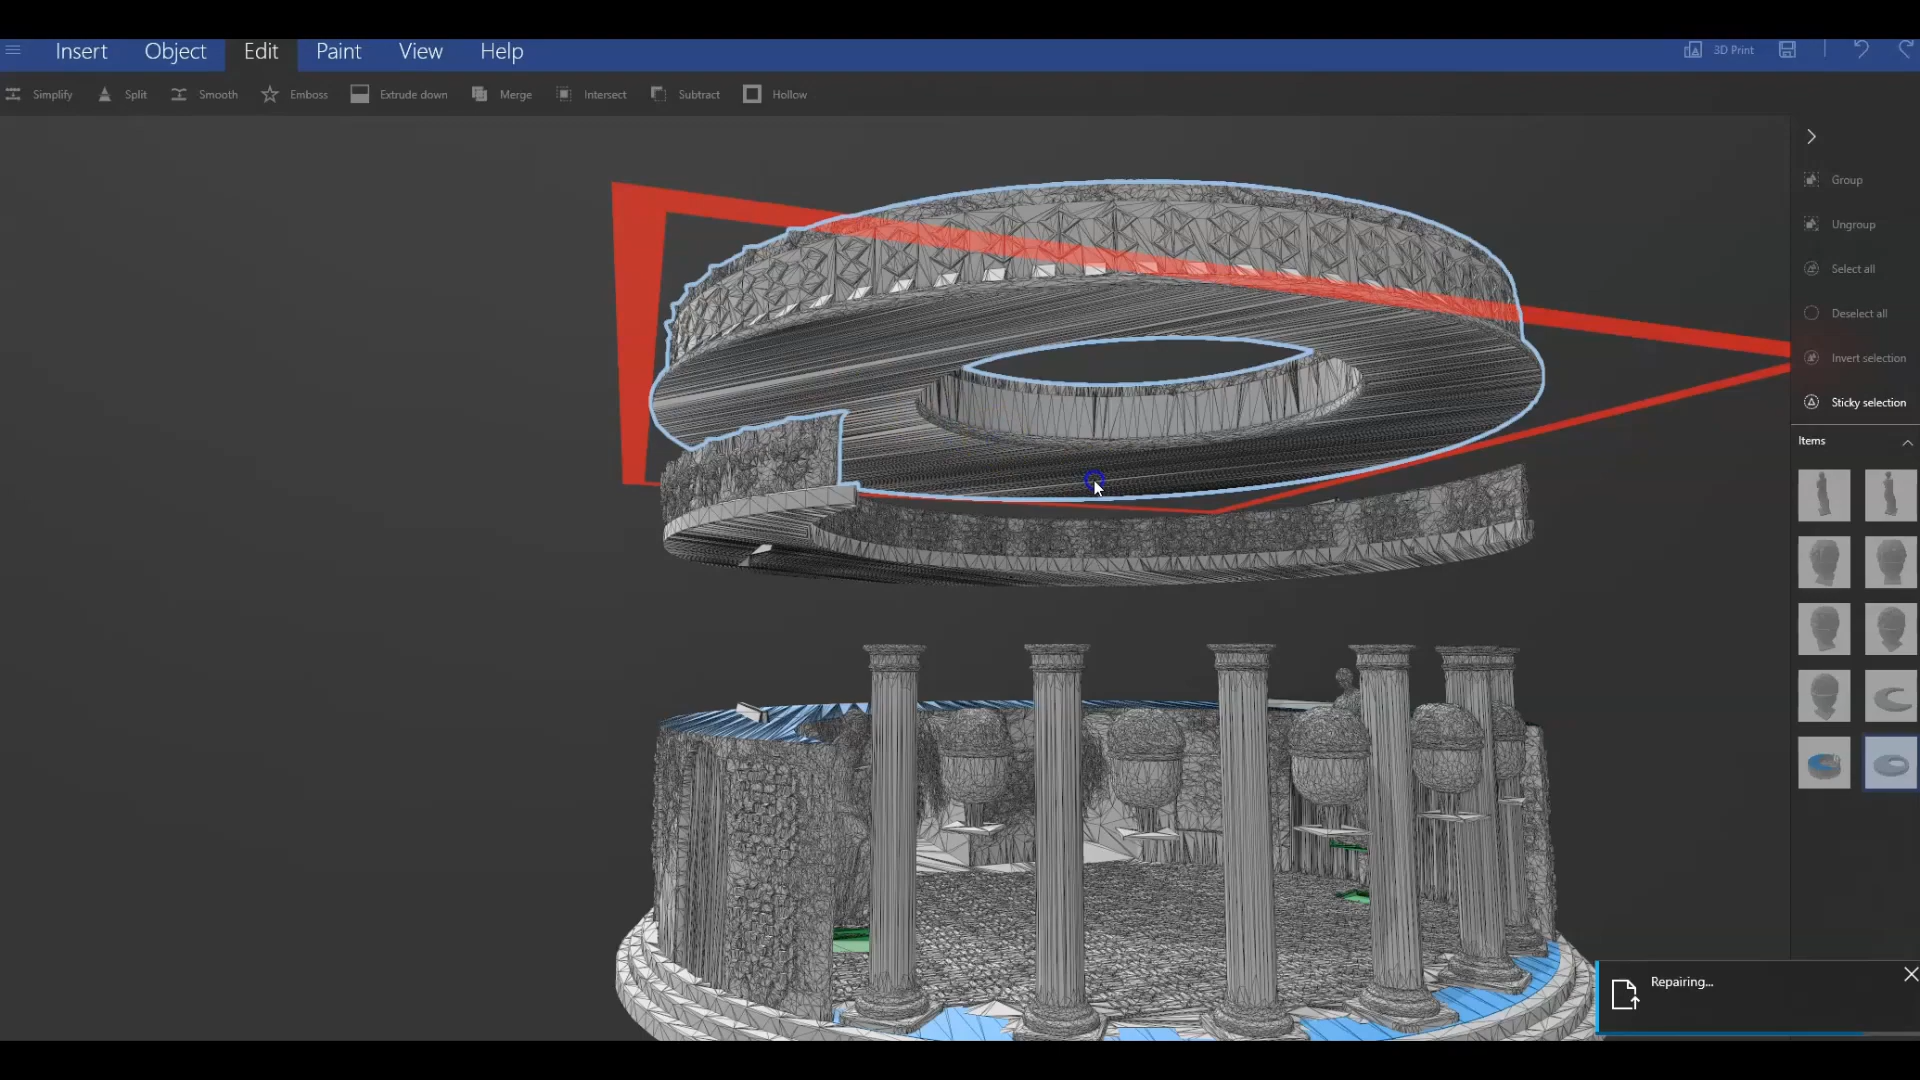 Insert Object Edit Paint View Help 3D Print
Simplify Split Smooth Emboss Extrude down Merge Intersect Subtract Hollow
Group
Ungroup
Select all
Deselect all
Invert selection
Sticky selection
Items
Repairing...